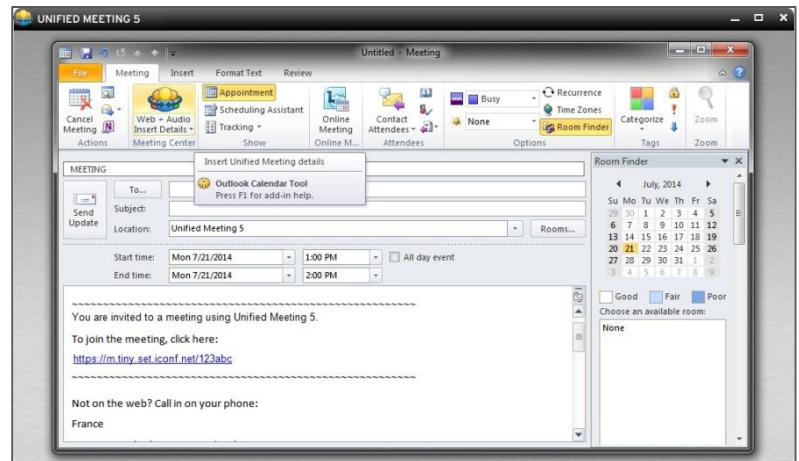 UNIFIED MEETING 5
Untitled - Meeting
File Meeting Insert Format Text Review
Cancel Meeting
Actions
Web + Audio Insert Details
Meeting Center
Appointment
Scheduling Assistant
Tracking
Show
Online Meeting
Online M...
Contact Attendees
Attendees
Busy
None
Recurrence
Time Zones
Room Finder
Options
Categorize
Tags
Zoom
Zoom
Insert Unified Meeting details
Outlook Calendar Tool
Press F1 for add-in help.
MEETING
Send Update
To...
Subject:
Location: Unified Meeting 5 Rooms...
Start time: Mon 7/21/2014 1:00 PM All day event
End time: Mon 7/21/2014 2:00 PM
~~~~~~~~~~~~~~~~~~~~~~~~~~~~~~~~~~~~~~~~~~~~~~~~~~~~~~~~
You are invited to a meeting using Unified Meeting 5.
To join the meeting, click here:
https://m.tiny.set.iconf.net/123abc
~~~~~~~~~~~~~~~~~~~~~~~~~~~~~~~~~~~~~~~~~~~~~~~~~~~~~~~~
Not on the web? Call in on your phone:
France
Room Finder
July, 2014
Su Mo Tu We Th Fr Sa
29 30 1 2 3 4 5
6 7 8 9 10 11 12
13 14 15 16 17 18 19
20 21 22 23 24 25 26
27 28 29 30 31 1 2
3 4 5 6 7 8 9
Good Fair Poor
Choose an available room:
None